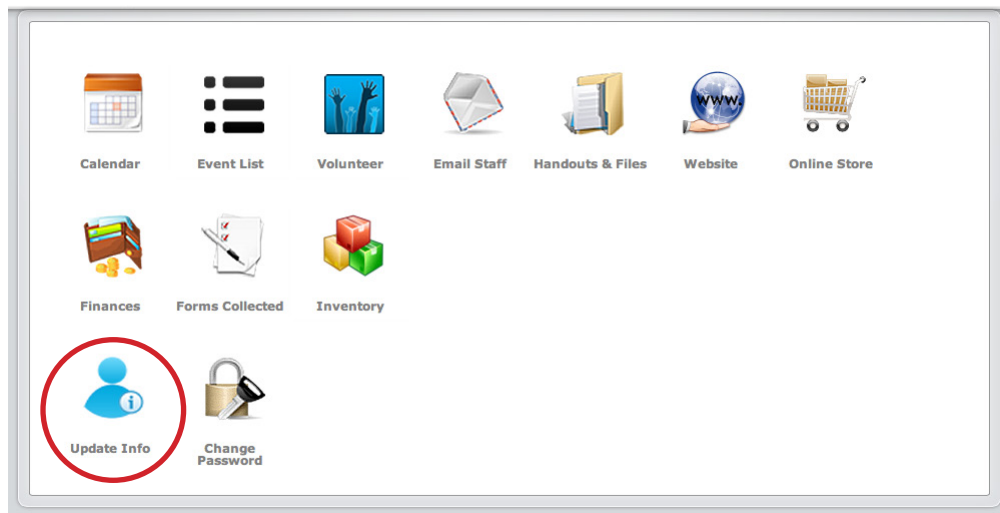 www.
Calendar
Event List
Volunteer
Email Staff
Handouts & Files
Website
Online Store
Finances
Forms Collected
Inventory
i
Update Info
Change
Password